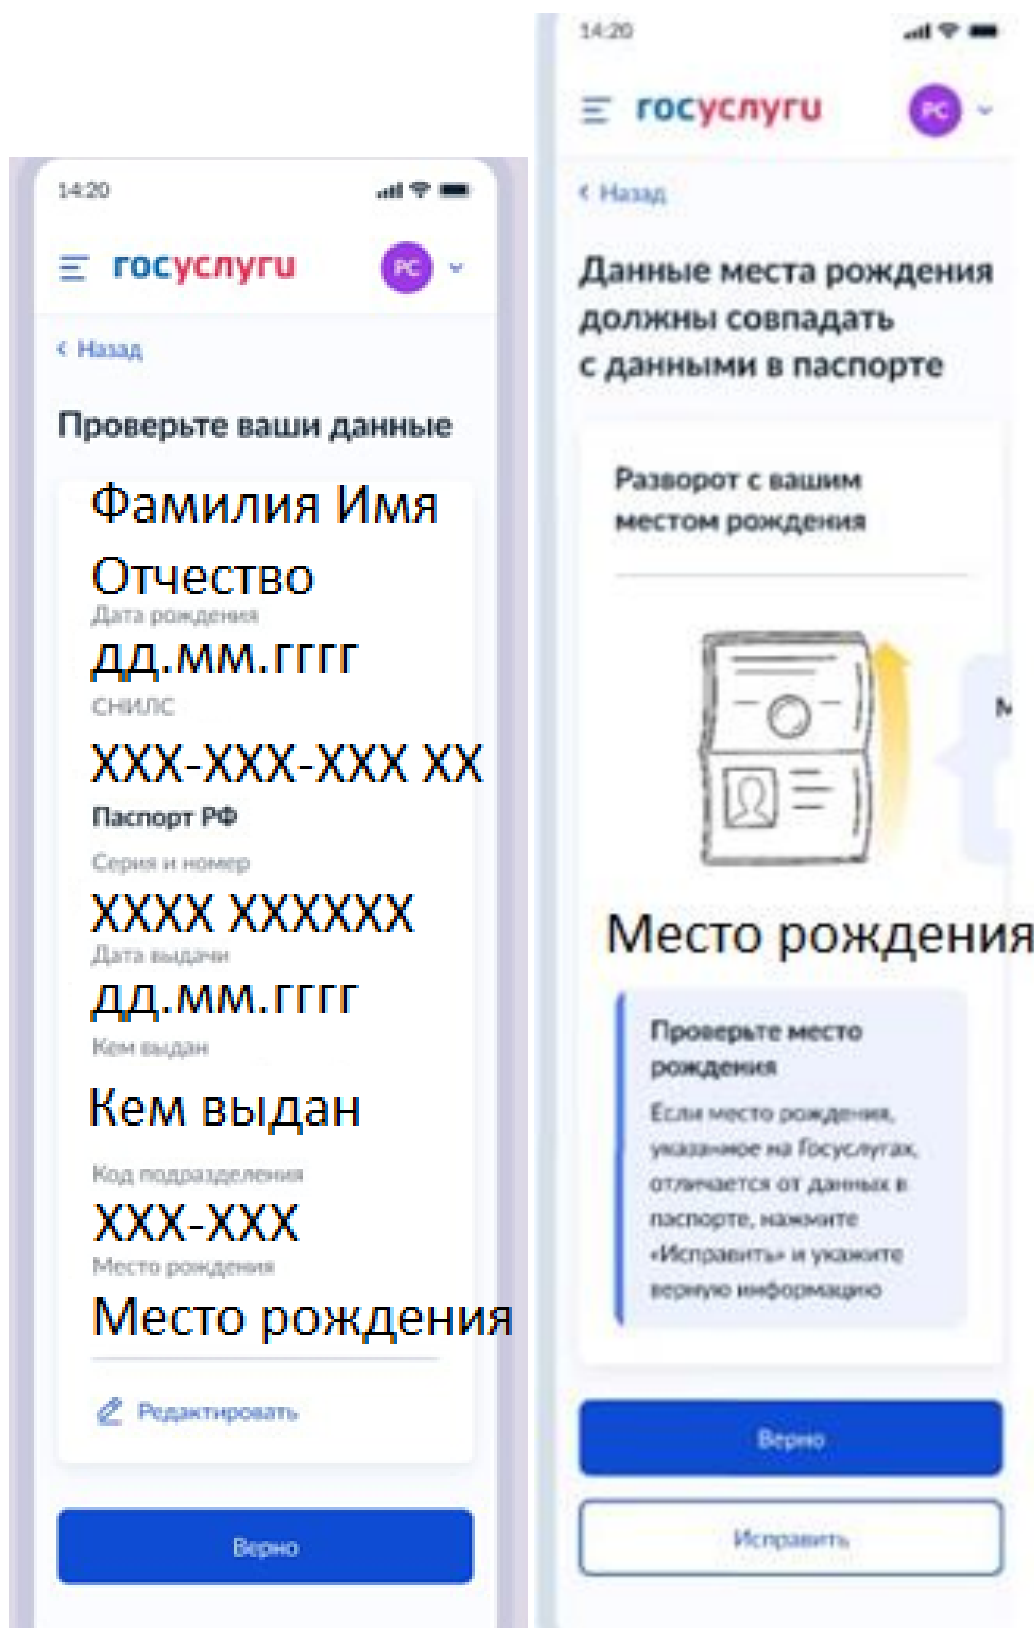 14:20
госуслуги
РС
Назад
Проверьте ваши данные
Фамилия Имя
Отчество
Дата рождения
ДД.ММ.ГГГГ
СНИЛС
XXX-XXX-XXX XX
Паспорт РФ
Серия и номер
XXXX XXXXXX
Дата выдачи
ДД.ММ.ГГГГ
Кем выдан
Кем выдан
Код подразделения
XXX-XXX
Место рождения
Место рождения
Редактировать
Верно
14:20
госуслуги
РС
Назад
Данные места рождения
должны совпадать
с данными в паспорте
Разворот с вашим
местом рождения
Место рождения
Проверьте место
рождения
Если место рождения,
указанное на Госуслугах,
отличается от данных в
паспорте, нажмите
«Исправить» и укажите
верную информацию
Верно
Исправить